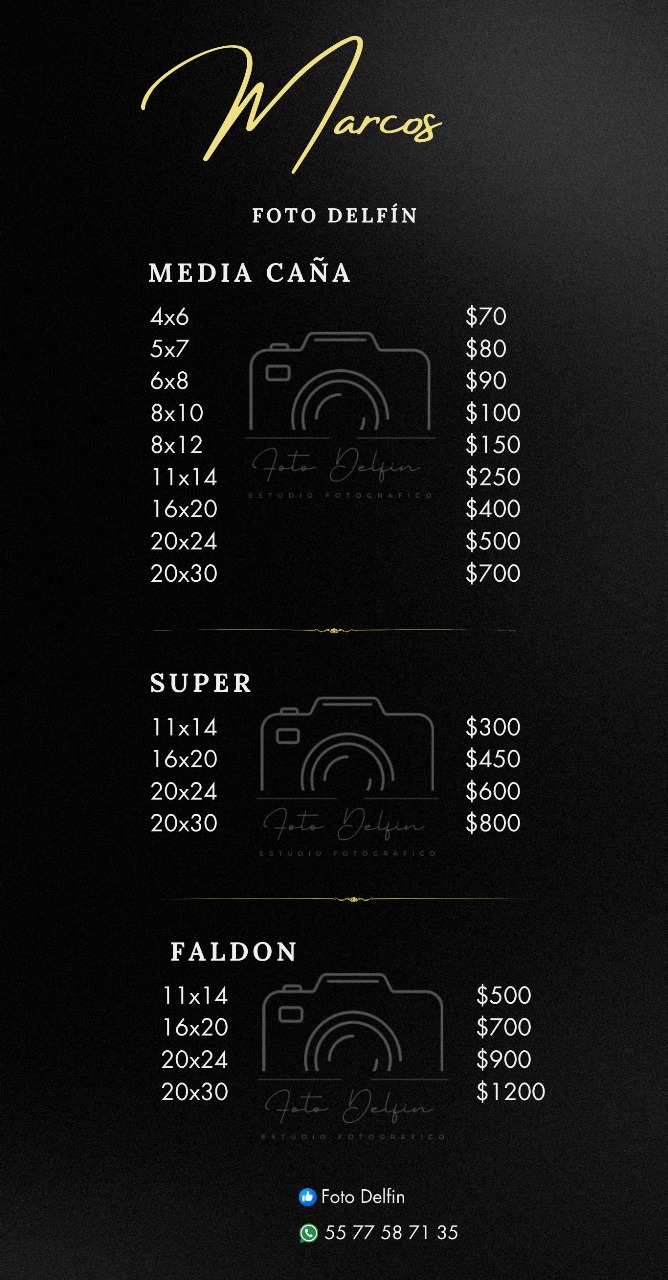 Marcos
FOTO DELFÍN
MEDIA CAÑA
4x6 $70
5x7 $80
6x8 $90
8x10 $100
8x12 $150
11x14 $250
16x20 $400
20x24 $500
20x30 $700
Foto Delfin
ESTUDIO FOTOGRAFICO
SUPER
11x14 $300
16x20 $450
20x24 $600
20x30 $800
Foto Delfin
ESTUDIO FOTOGRAFICO
FALDON
11x14 $500
16x20 $700
20x24 $900
20x30 $1200
Foto Delfin
ESTUDIO FOTOGRAFICO
Foto Delfin
55 77 58 71 35